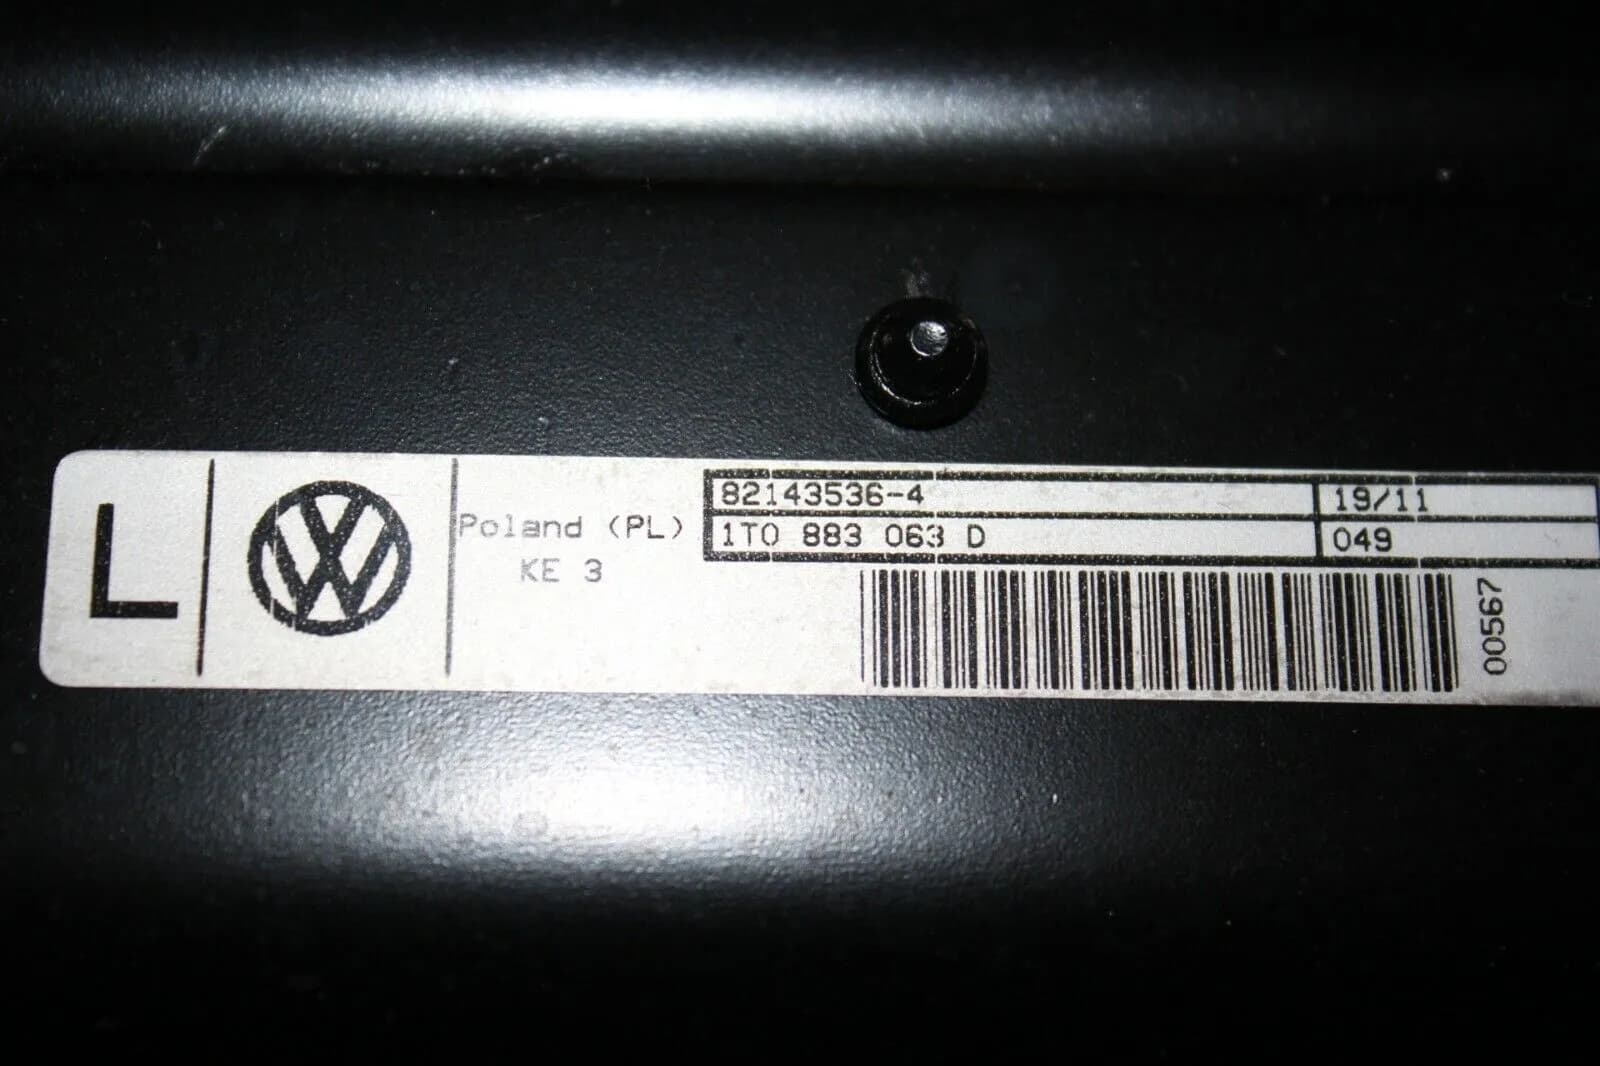 L
Poland (PL)
KE 3
82143536-4
19/11
1T0 883 063 D
049
00567